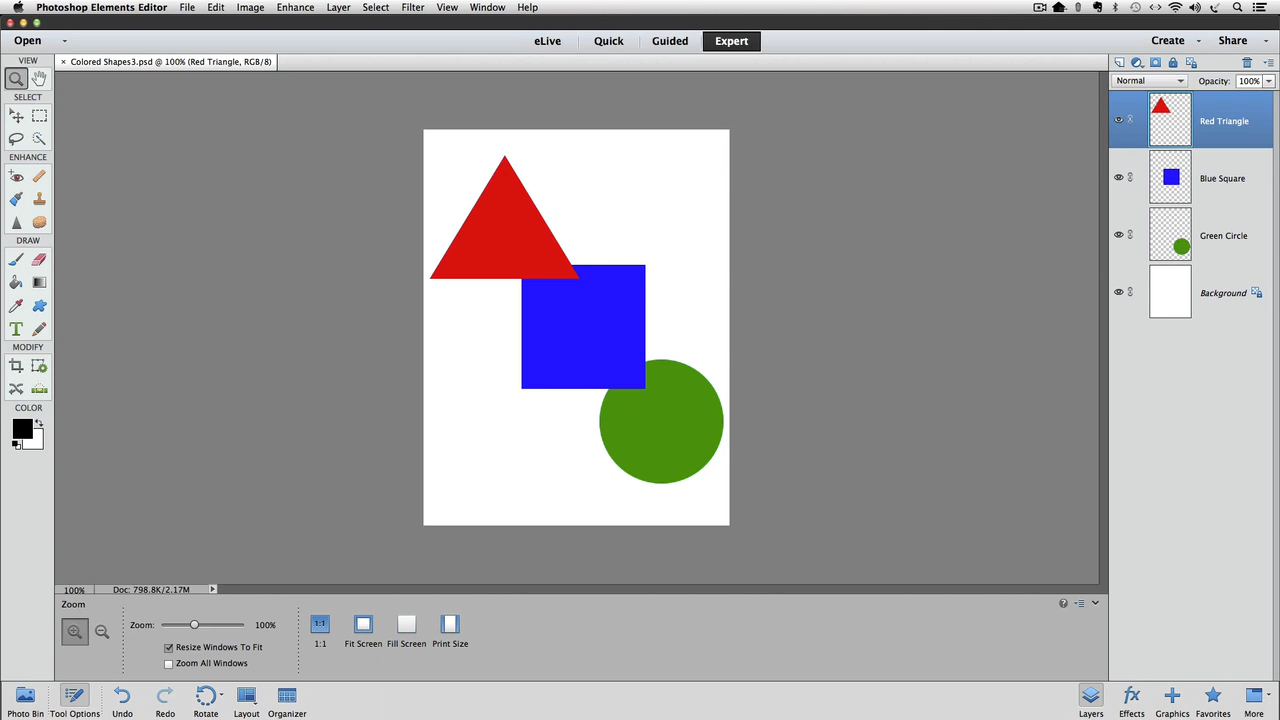 Photoshop Elements Editor File Edit Image Enhance Layer Select Filter View Window Help
Open eLive Quick Guided Expert Create Share
VIEW
× Colored Shapes3.psd @ 100% (Red Triangle, RGB/8)
Normal Opacity: 100%
SELECT
Red Triangle
ENHANCE
Blue Square
DRAW
Green Circle
Background
T
MODIFY
COLOR
100% Doc: 798.8K/2.17M
Zoom
Zoom: 100%
1:1
1:1 Fit Screen Fill Screen Print Size
Resize Windows To Fit
Zoom All Windows
fx
Photo Bin Tool Options Undo Redo Rotate Layout Organizer Layers Effects Graphics Favorites More